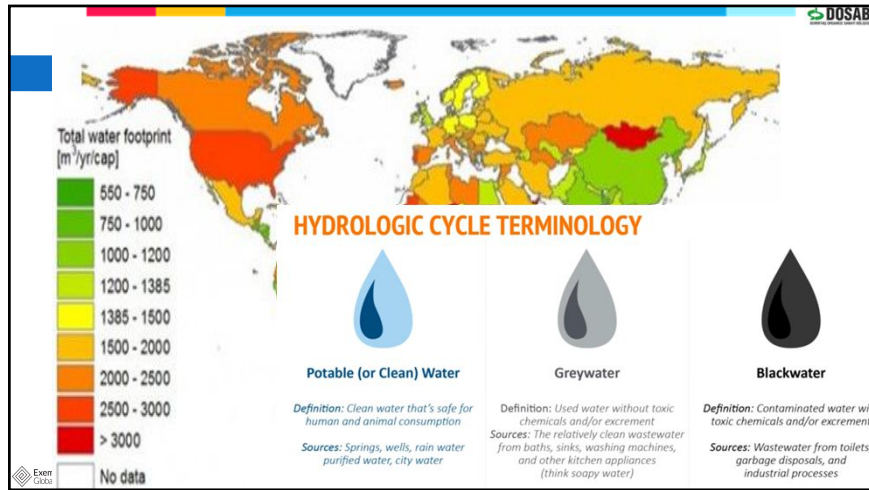 DOSAB
Total water footprint
[m³/yr/cap]
550 - 750
750 - 1000
1000 - 1200
1200 - 1385
1385 - 1500
1500 - 2000
2000 - 2500
2500 - 3000
> 3000
No data
HYDROLOGIC CYCLE TERMINOLOGY
Potable (or Clean) Water
Definition: Clean water that's safe for
human and animal consumption
Sources: Springs, wells, rain water
purified water, city water
Greywater
Definition: Used water without toxic
chemicals and/or excrement
Sources: The relatively clean wastewater
from baths, sinks, washing machines,
and other kitchen appliances
(think soapy water)
Blackwater
Definition: Contaminated water wi
toxic chemicals and/or excrement
Sources: Wastewater from toilets
garbage disposals, and
industrial processes
Exem
Globa